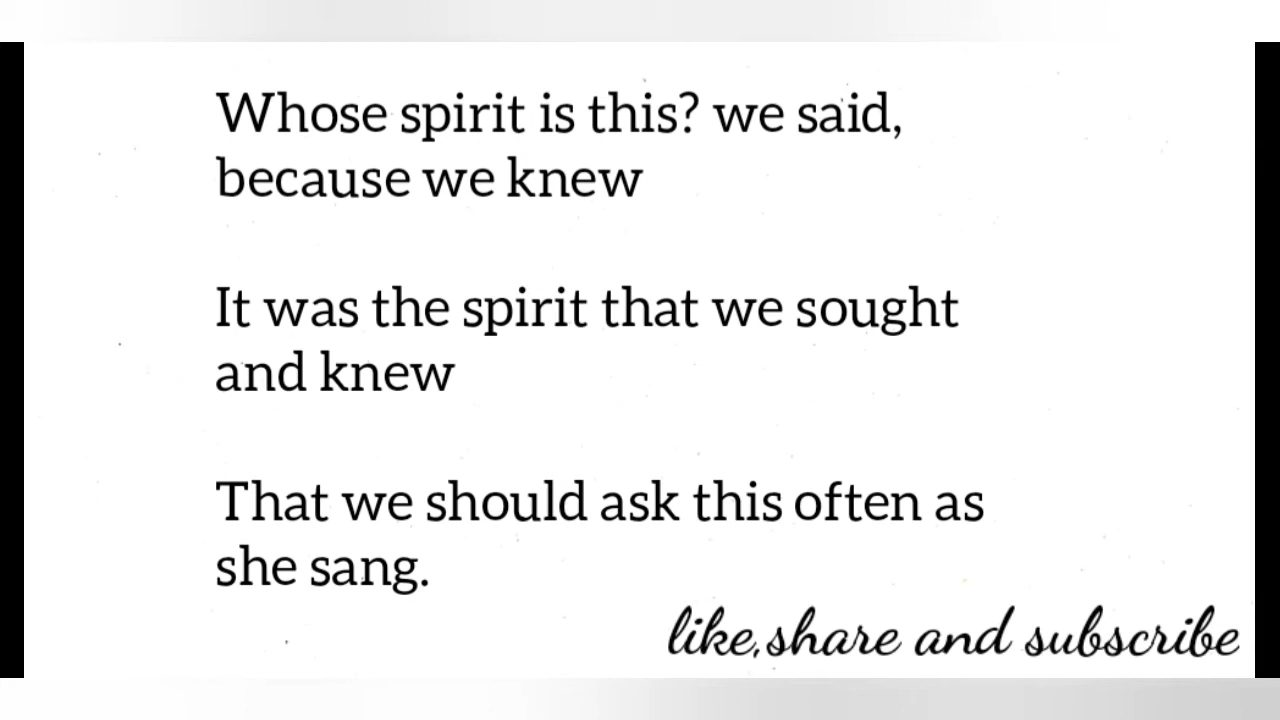 Whose spirit is this? we said,
because we knew
It was the spirit that we sought
and knew
That we should ask this often as
she sang.
like,share and subscribe